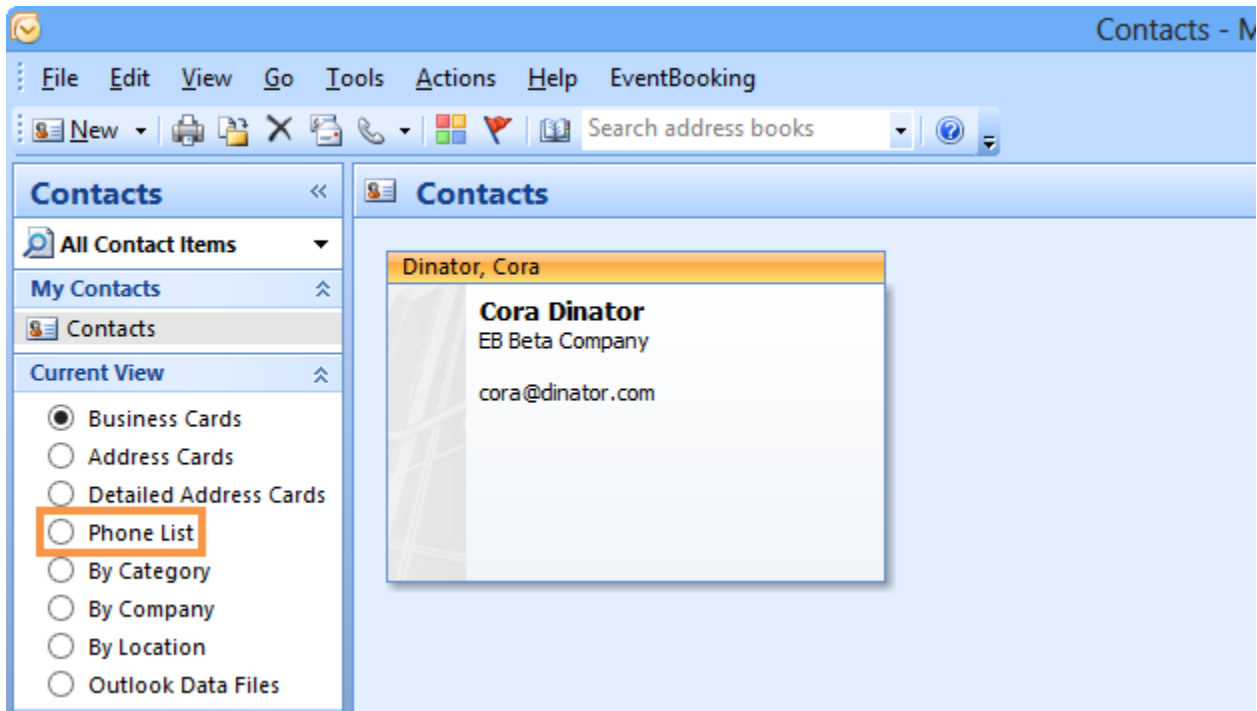 Contacts - M
File Edit View Go Tools Actions Help EventBooking
New Search address books
Contacts
All Contact Items
My Contacts
Contacts
Current View
Business Cards
Address Cards
Detailed Address Cards
Phone List
By Category
By Company
By Location
Outlook Data Files
Contacts
Dinator, Cora
Cora Dinator
EB Beta Company
cora@dinator.com